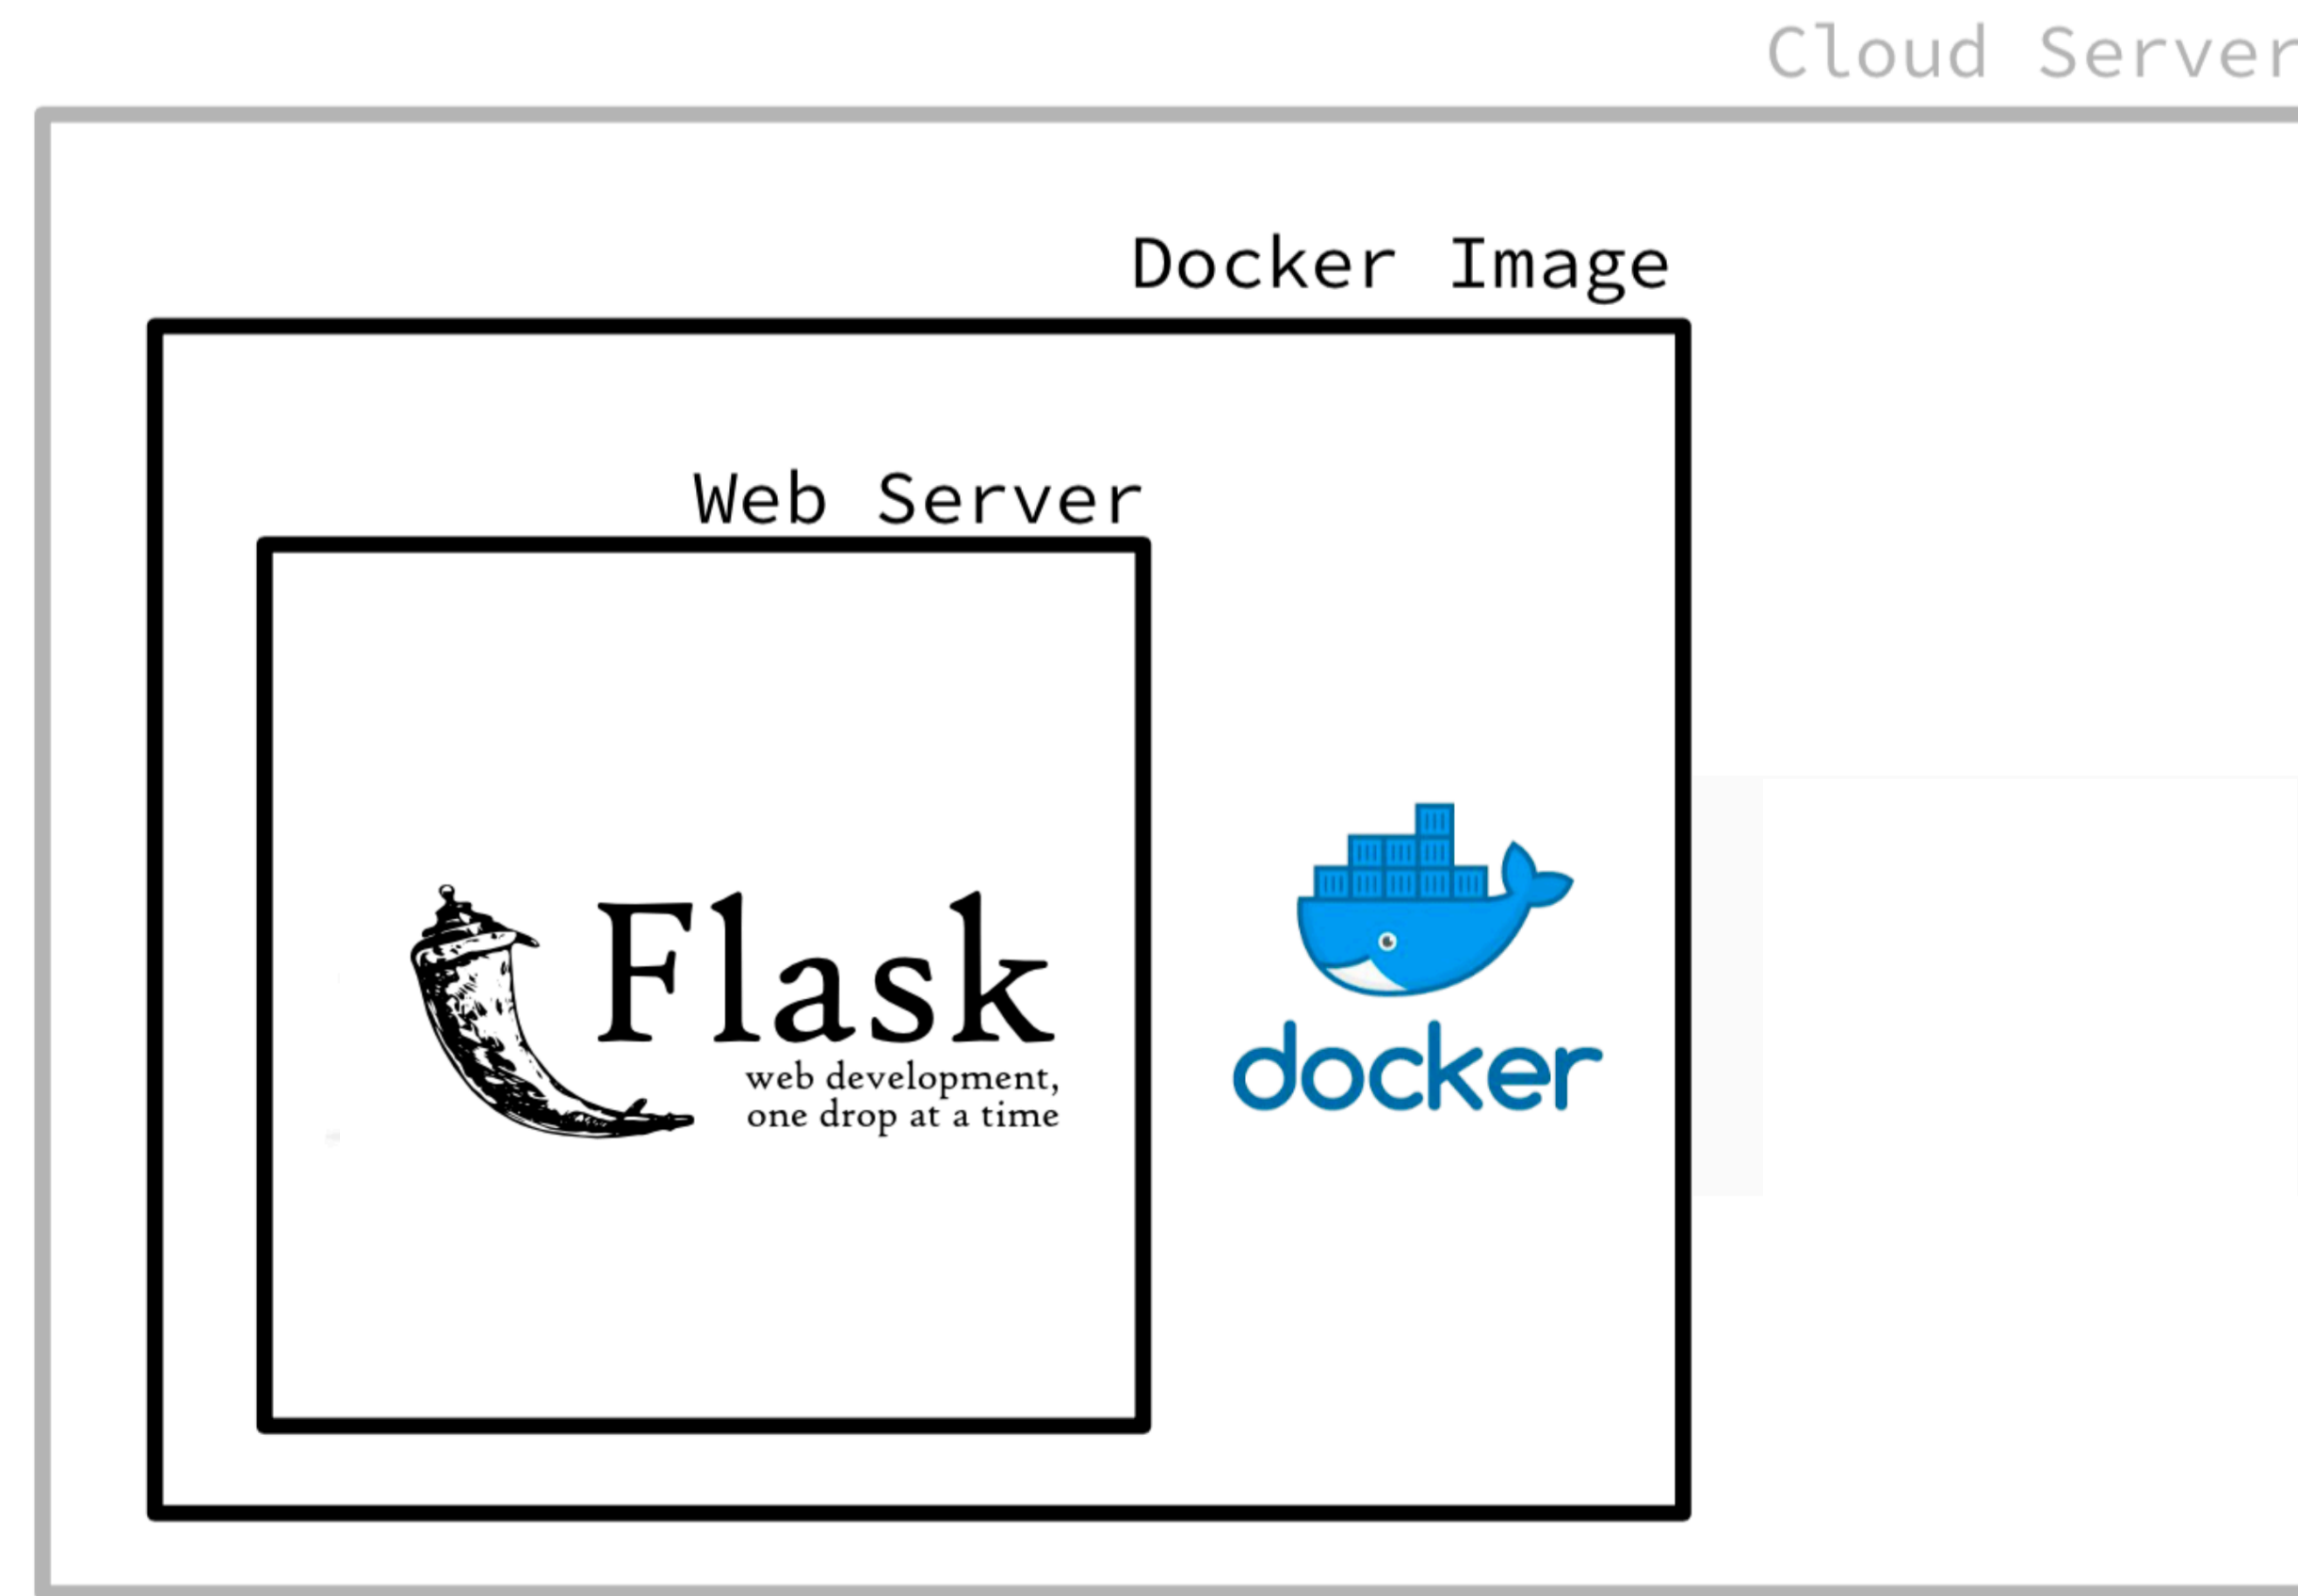 Cloud Server
Docker Image
Web Server
Flask
web development,
one drop at a time
docker